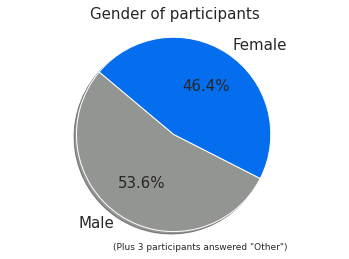 Gender of participants
Female
46.4%
53.6%
Male
(Plus 3 participants answered "Other")